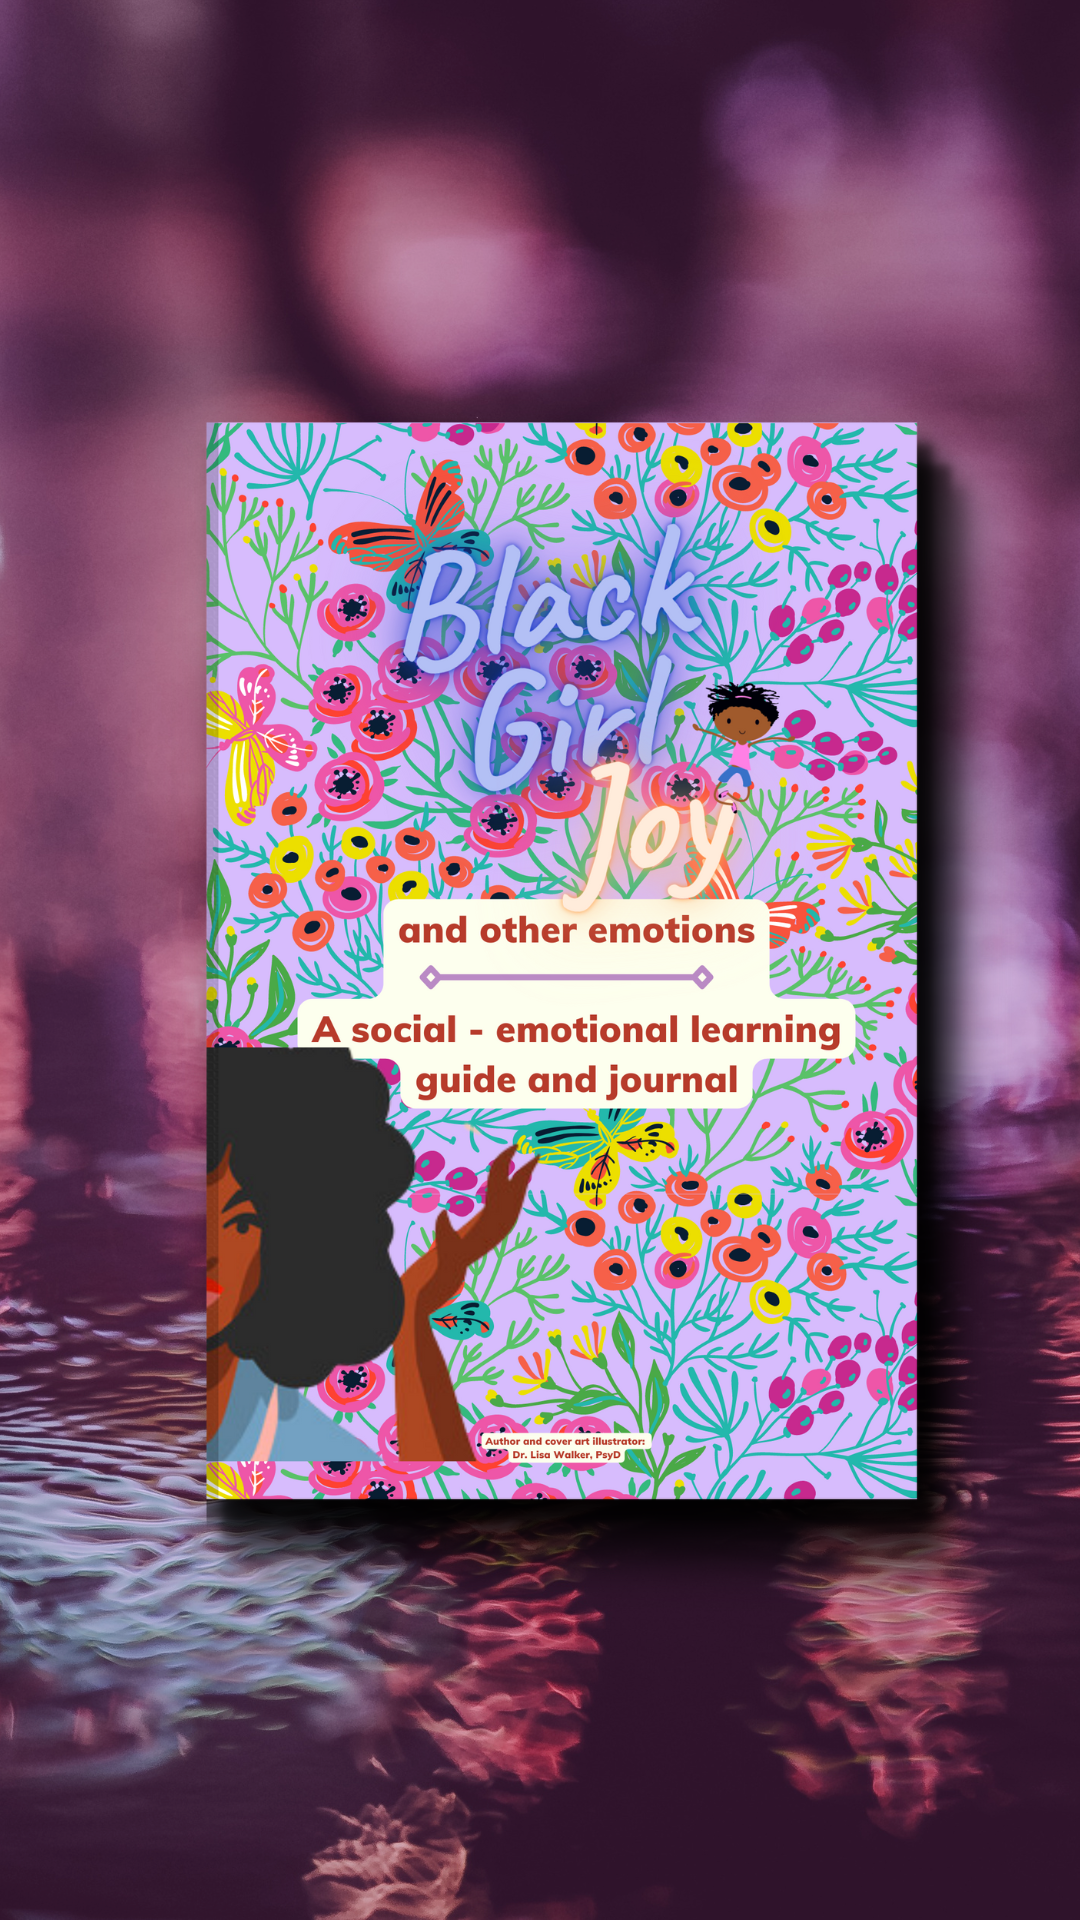 Black
Girl
Joy
and other emotions
A social - emotional learning
guide and journal
Author and cover art illustrator:
Dr. Lisa Walker, PsyD